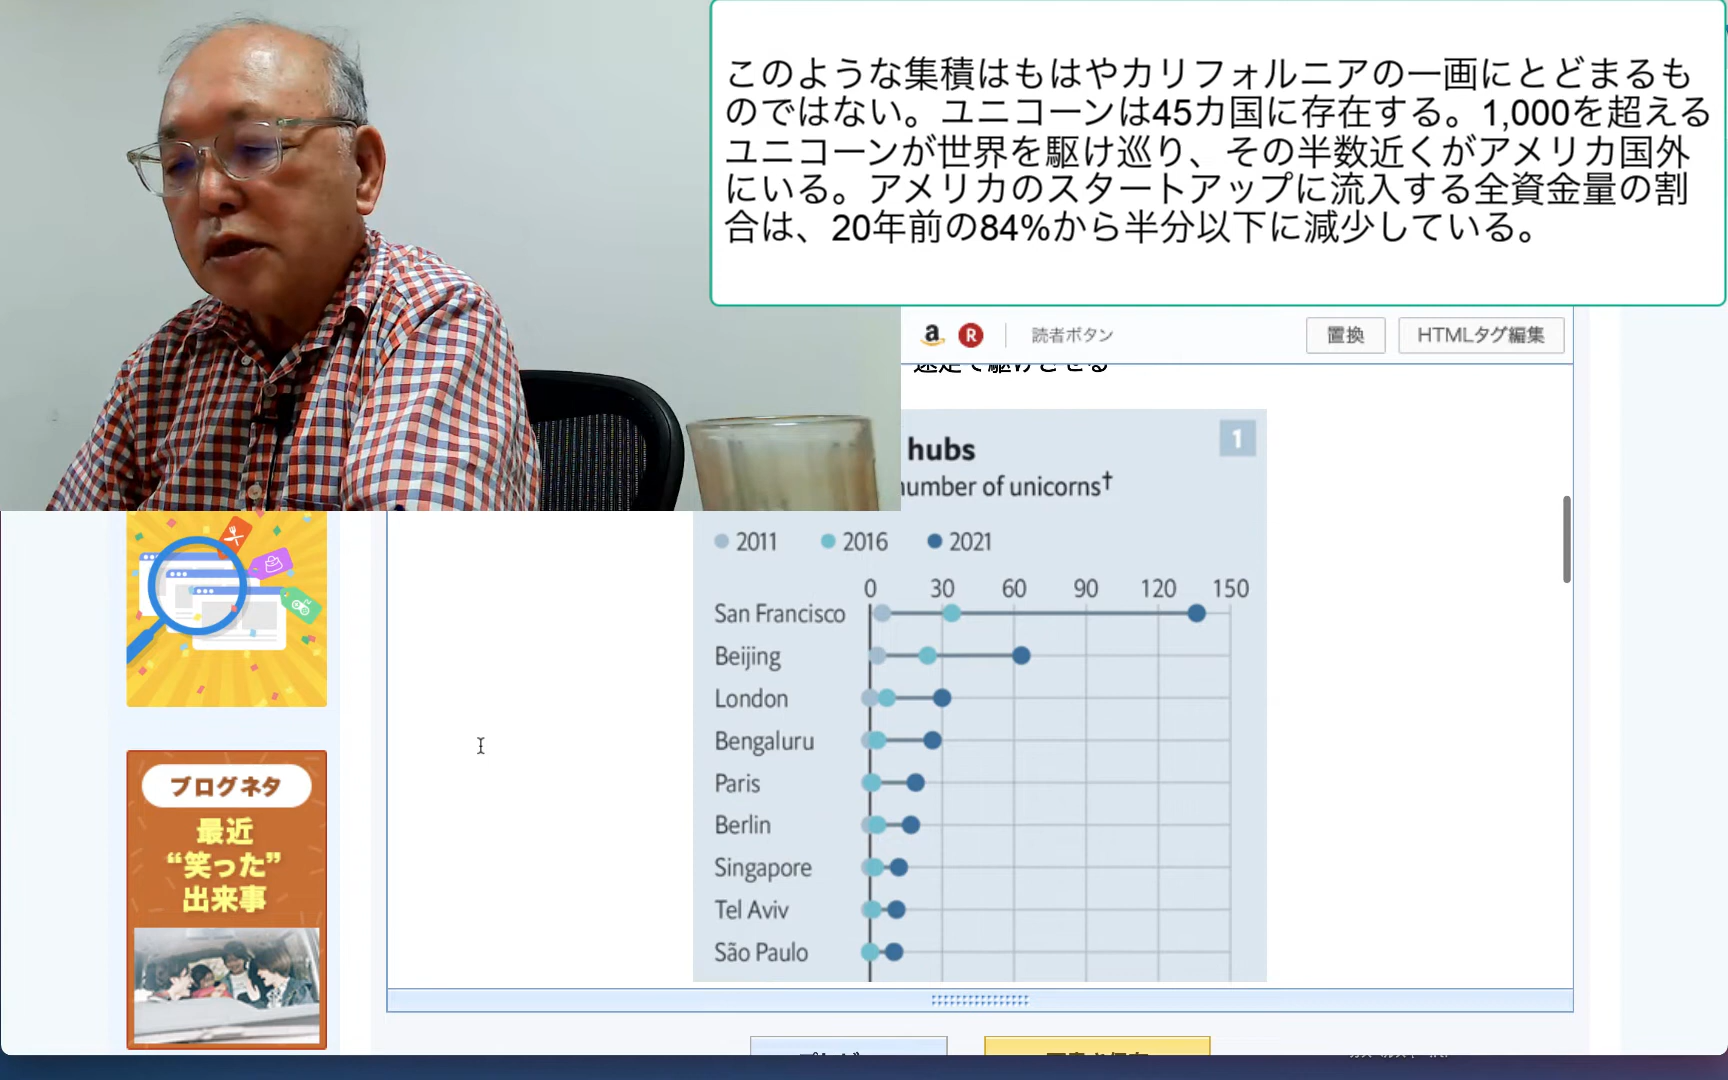 このような集積はもはやカリフォルニアの一画にとどまるも
のではない。ユニコーンは45カ国に存在する。1,000を超える
ユニコーンが世界を駆け巡り、その半数近くがアメリカ国外
にいる。アメリカのスタートアップに流入する全資金量の割
合は、20年前の84%から半分以下に減少している。
a R 読者ボタン 置換 HTMLタグ編集
hubs 1
number of unicorns†
2011 2016 2021
0 30 60 90 120 150
San Francisco
Beijing
London
Bengaluru
Paris
Berlin
Singapore
Tel Aviv
São Paulo
ブログネタ
最近
“笑った”
出来事